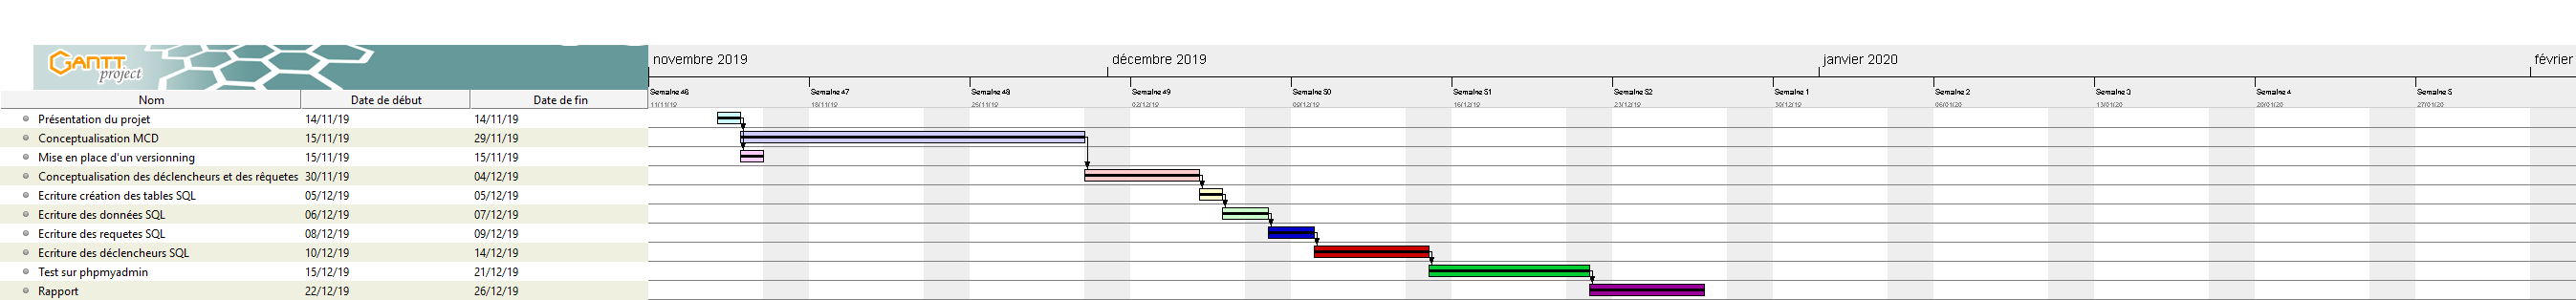 GANTT
project
novembre 2019
décembre 2019
janvier 2020
février
Semaine 46
Semaine 47
Semaine 48
Semaine 49
Semaine 50
Semaine 51
Semaine 52
Semaine 1
Semaine 2
Semaine 3
Semaine 4
Semaine 5
11/11/19
18/11/19
25/11/19
02/12/19
09/12/19
16/12/19
23/12/19
30/12/19
06/01/20
13/01/20
20/01/20
27/01/20
Nom Date de début Date de fin
Présentation du projet 14/11/19 14/11/19
Conceptualisation MCD 15/11/19 29/11/19
Mise en place d'un versionning 15/11/19 15/11/19
Conceptualisation des déclencheurs et des rêquetes 30/11/19 04/12/19
Ecriture création des tables SQL 05/12/19 05/12/19
Ecriture des données SQL 06/12/19 07/12/19
Ecriture des requetes SQL 08/12/19 09/12/19
Ecriture des déclencheurs SQL 10/12/19 14/12/19
Test sur phpmyadmin 15/12/19 21/12/19
Rapport 22/12/19 26/12/19